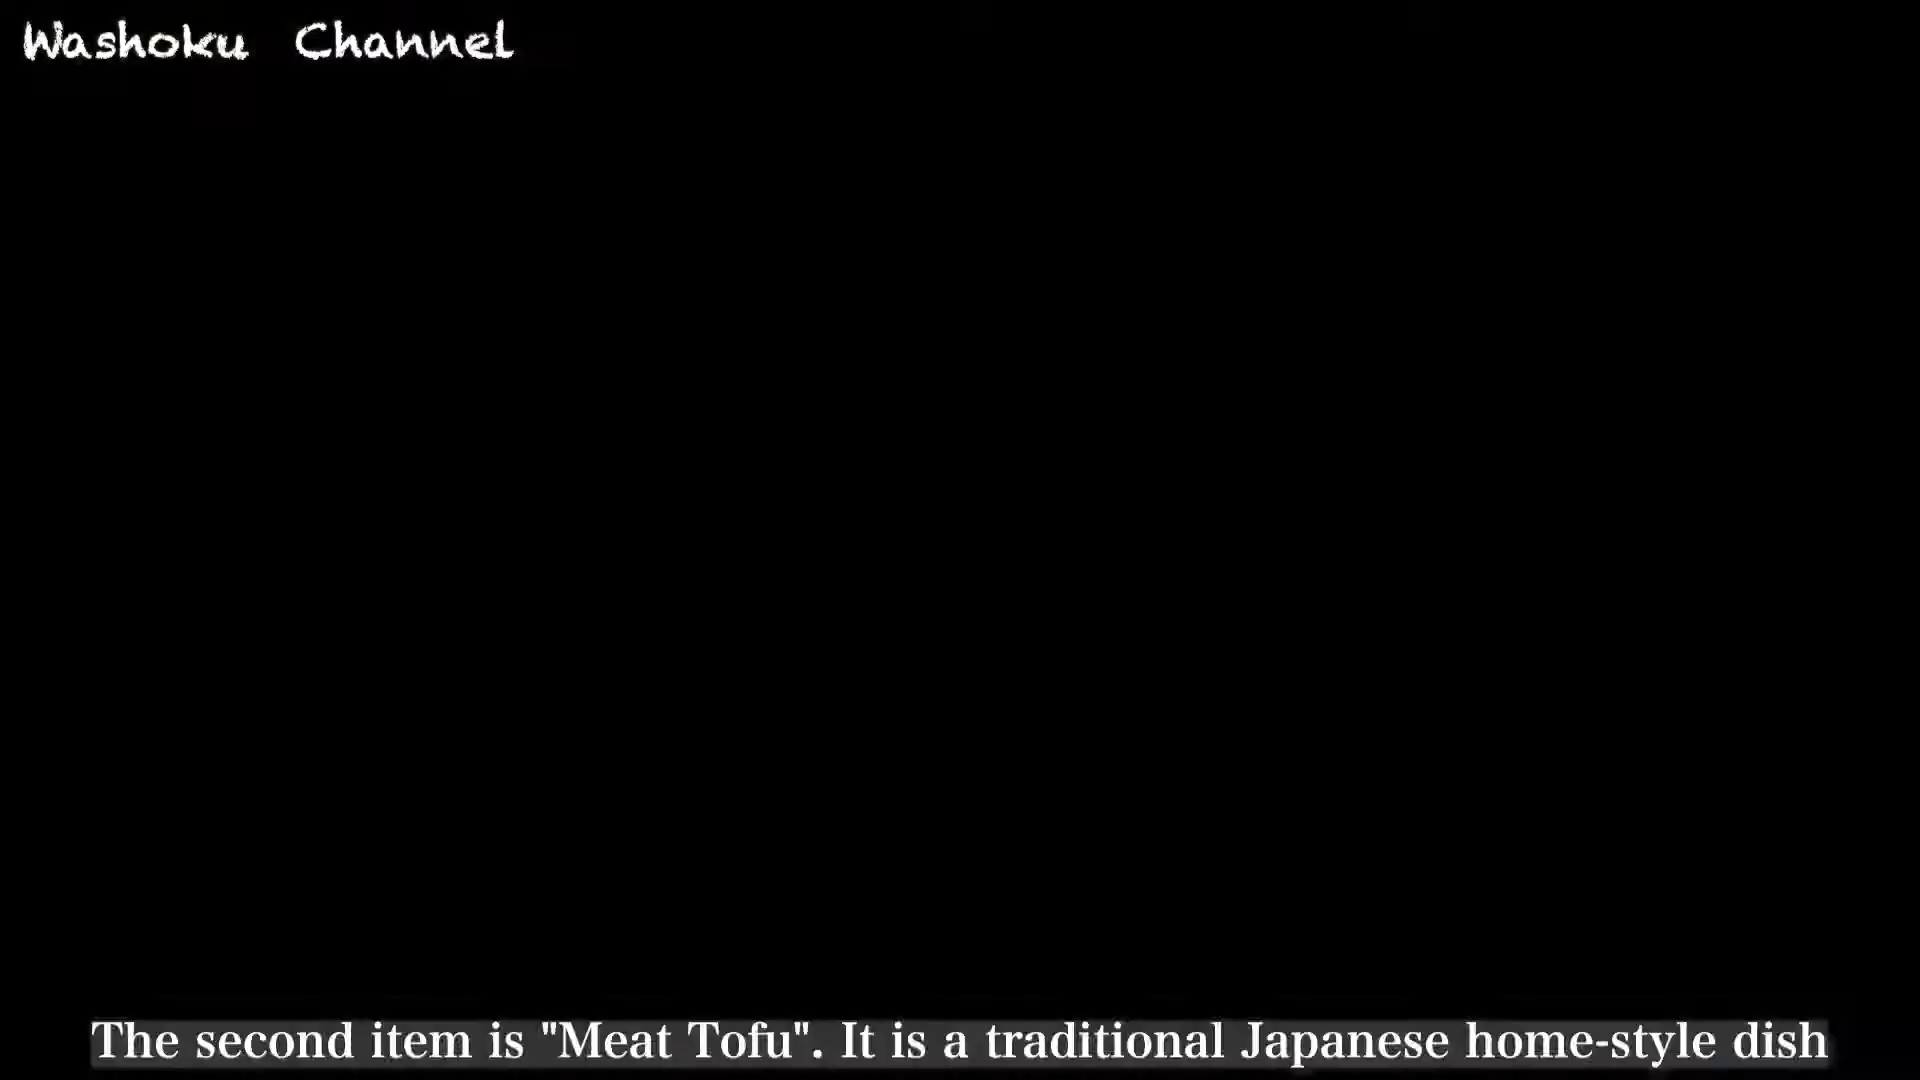 Washoku Channel
The second item is "Meat Tofu". It is a traditional Japanese home-style dish